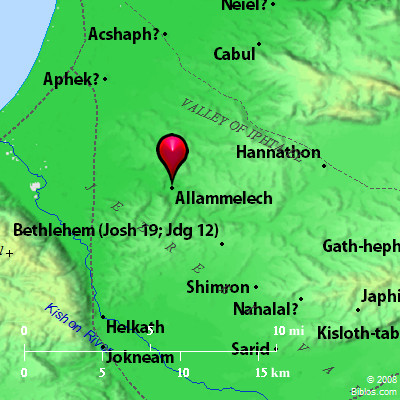 Neiel?
Acshaph?
Cabul
Aphek?
VALLEY OF IPHTAHEL
Hannathon
Allammelech
Bethlehem (Josh 19; Jdg 12)
Gath-heph
Shimron
Japhi
Nahalal?
Kishon River
Helkath
Kisloth-tab
Jokneam
Sarid
0 5 10 mi
0 5 10 15 km
© 2008
Biblos.com